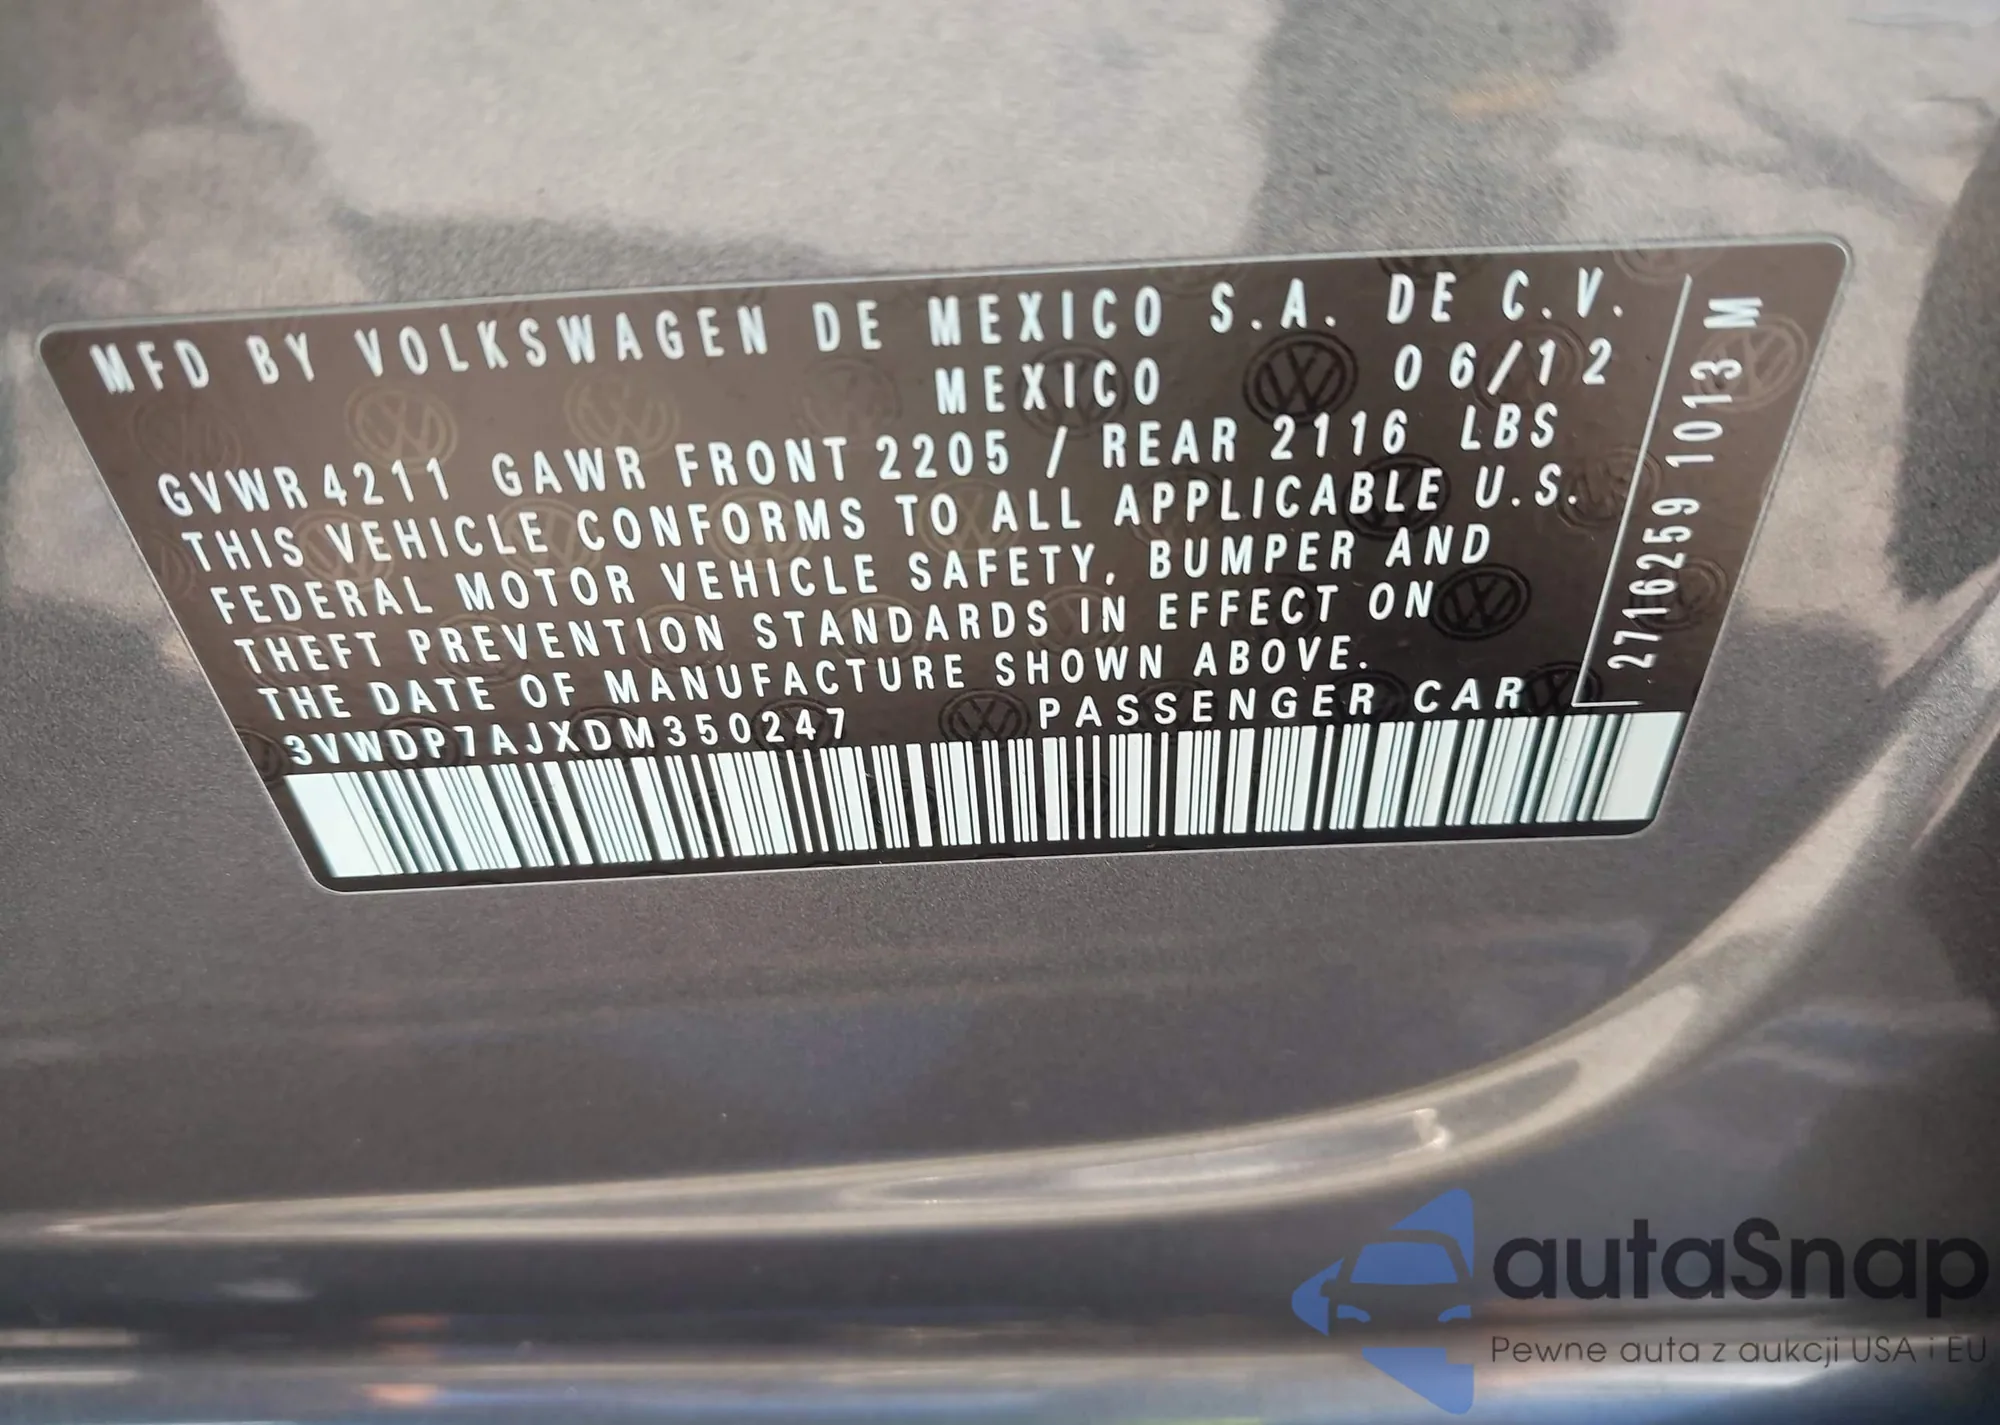 MFD BY VOLKSWAGEN DE MEXICO S.A. DE C.V.
MEXICO 06/12
GVWR 4211 GAWR FRONT 2205 / REAR 2116 LBS
THIS VEHICLE CONFORMS TO ALL APPLICABLE U.S.
FEDERAL MOTOR VEHICLE SAFETY, BUMPER AND
THEFT PREVENTION STANDARDS IN EFFECT ON
THE DATE OF MANUFACTURE SHOWN ABOVE.
3VWDP7AJXDM350247 PASSENGER CAR
2716259 1013 M
autaSnap
Pewne auta z aukcji USA i EU